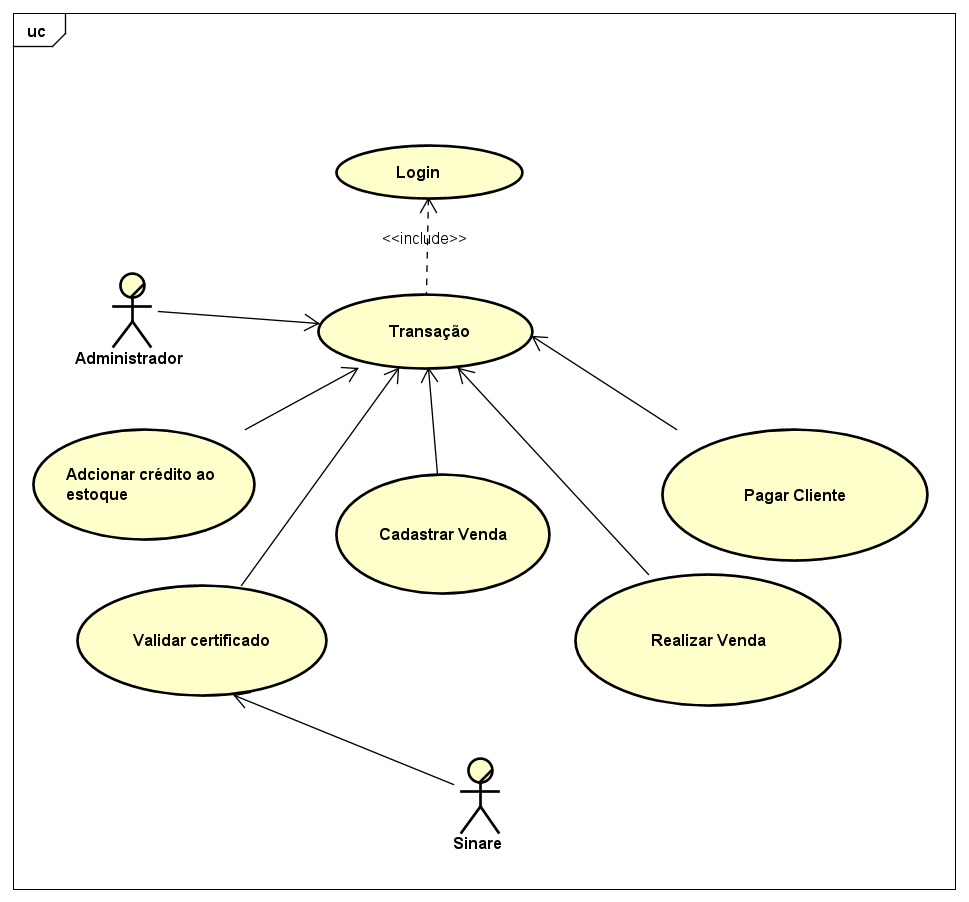 uc
Login
<<include>>
Transação
Administrador
Adcionar crédito ao
estoque
Pagar Cliente
Cadastrar Venda
Validar certificado
Realizar Venda
Sinare